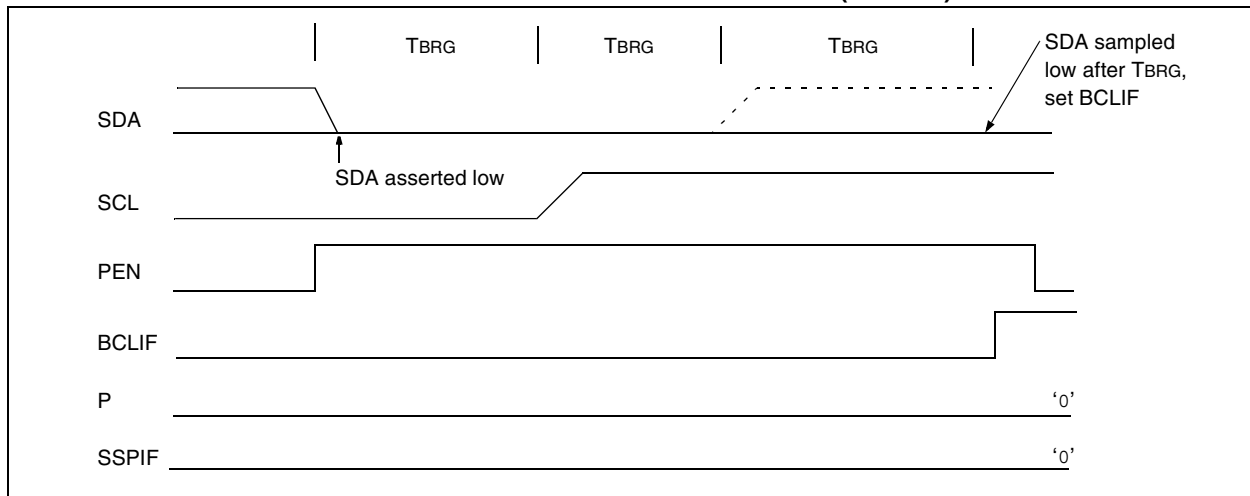 TBRG TBRG TBRG
SDA sampled
low after TBRG,
set BCLIF
SDA
SDA asserted low
SCL
PEN
BCLIF
P ‘0’
SSPIF ‘0’